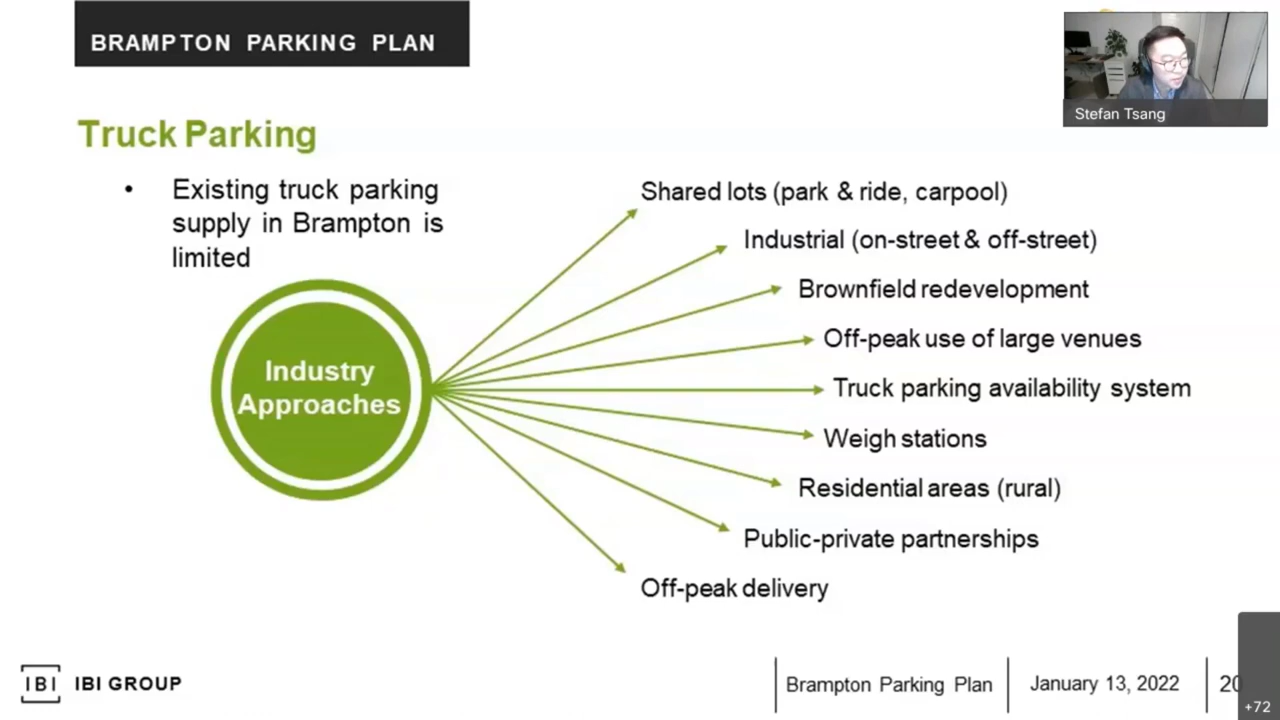 BRAMPTON PARKING PLAN
Stefan Tsang
Truck Parking
• Existing truck parking
supply in Brampton is
limited
Industry
Approaches
Shared lots (park & ride, carpool)
Industrial (on-street & off-street)
Brownfield redevelopment
Off-peak use of large venues
Truck parking availability system
Weigh stations
Residential areas (rural)
Public-private partnerships
Off-peak delivery
IBI IBI GROUP
Brampton Parking Plan
January 13, 2022
20
+72